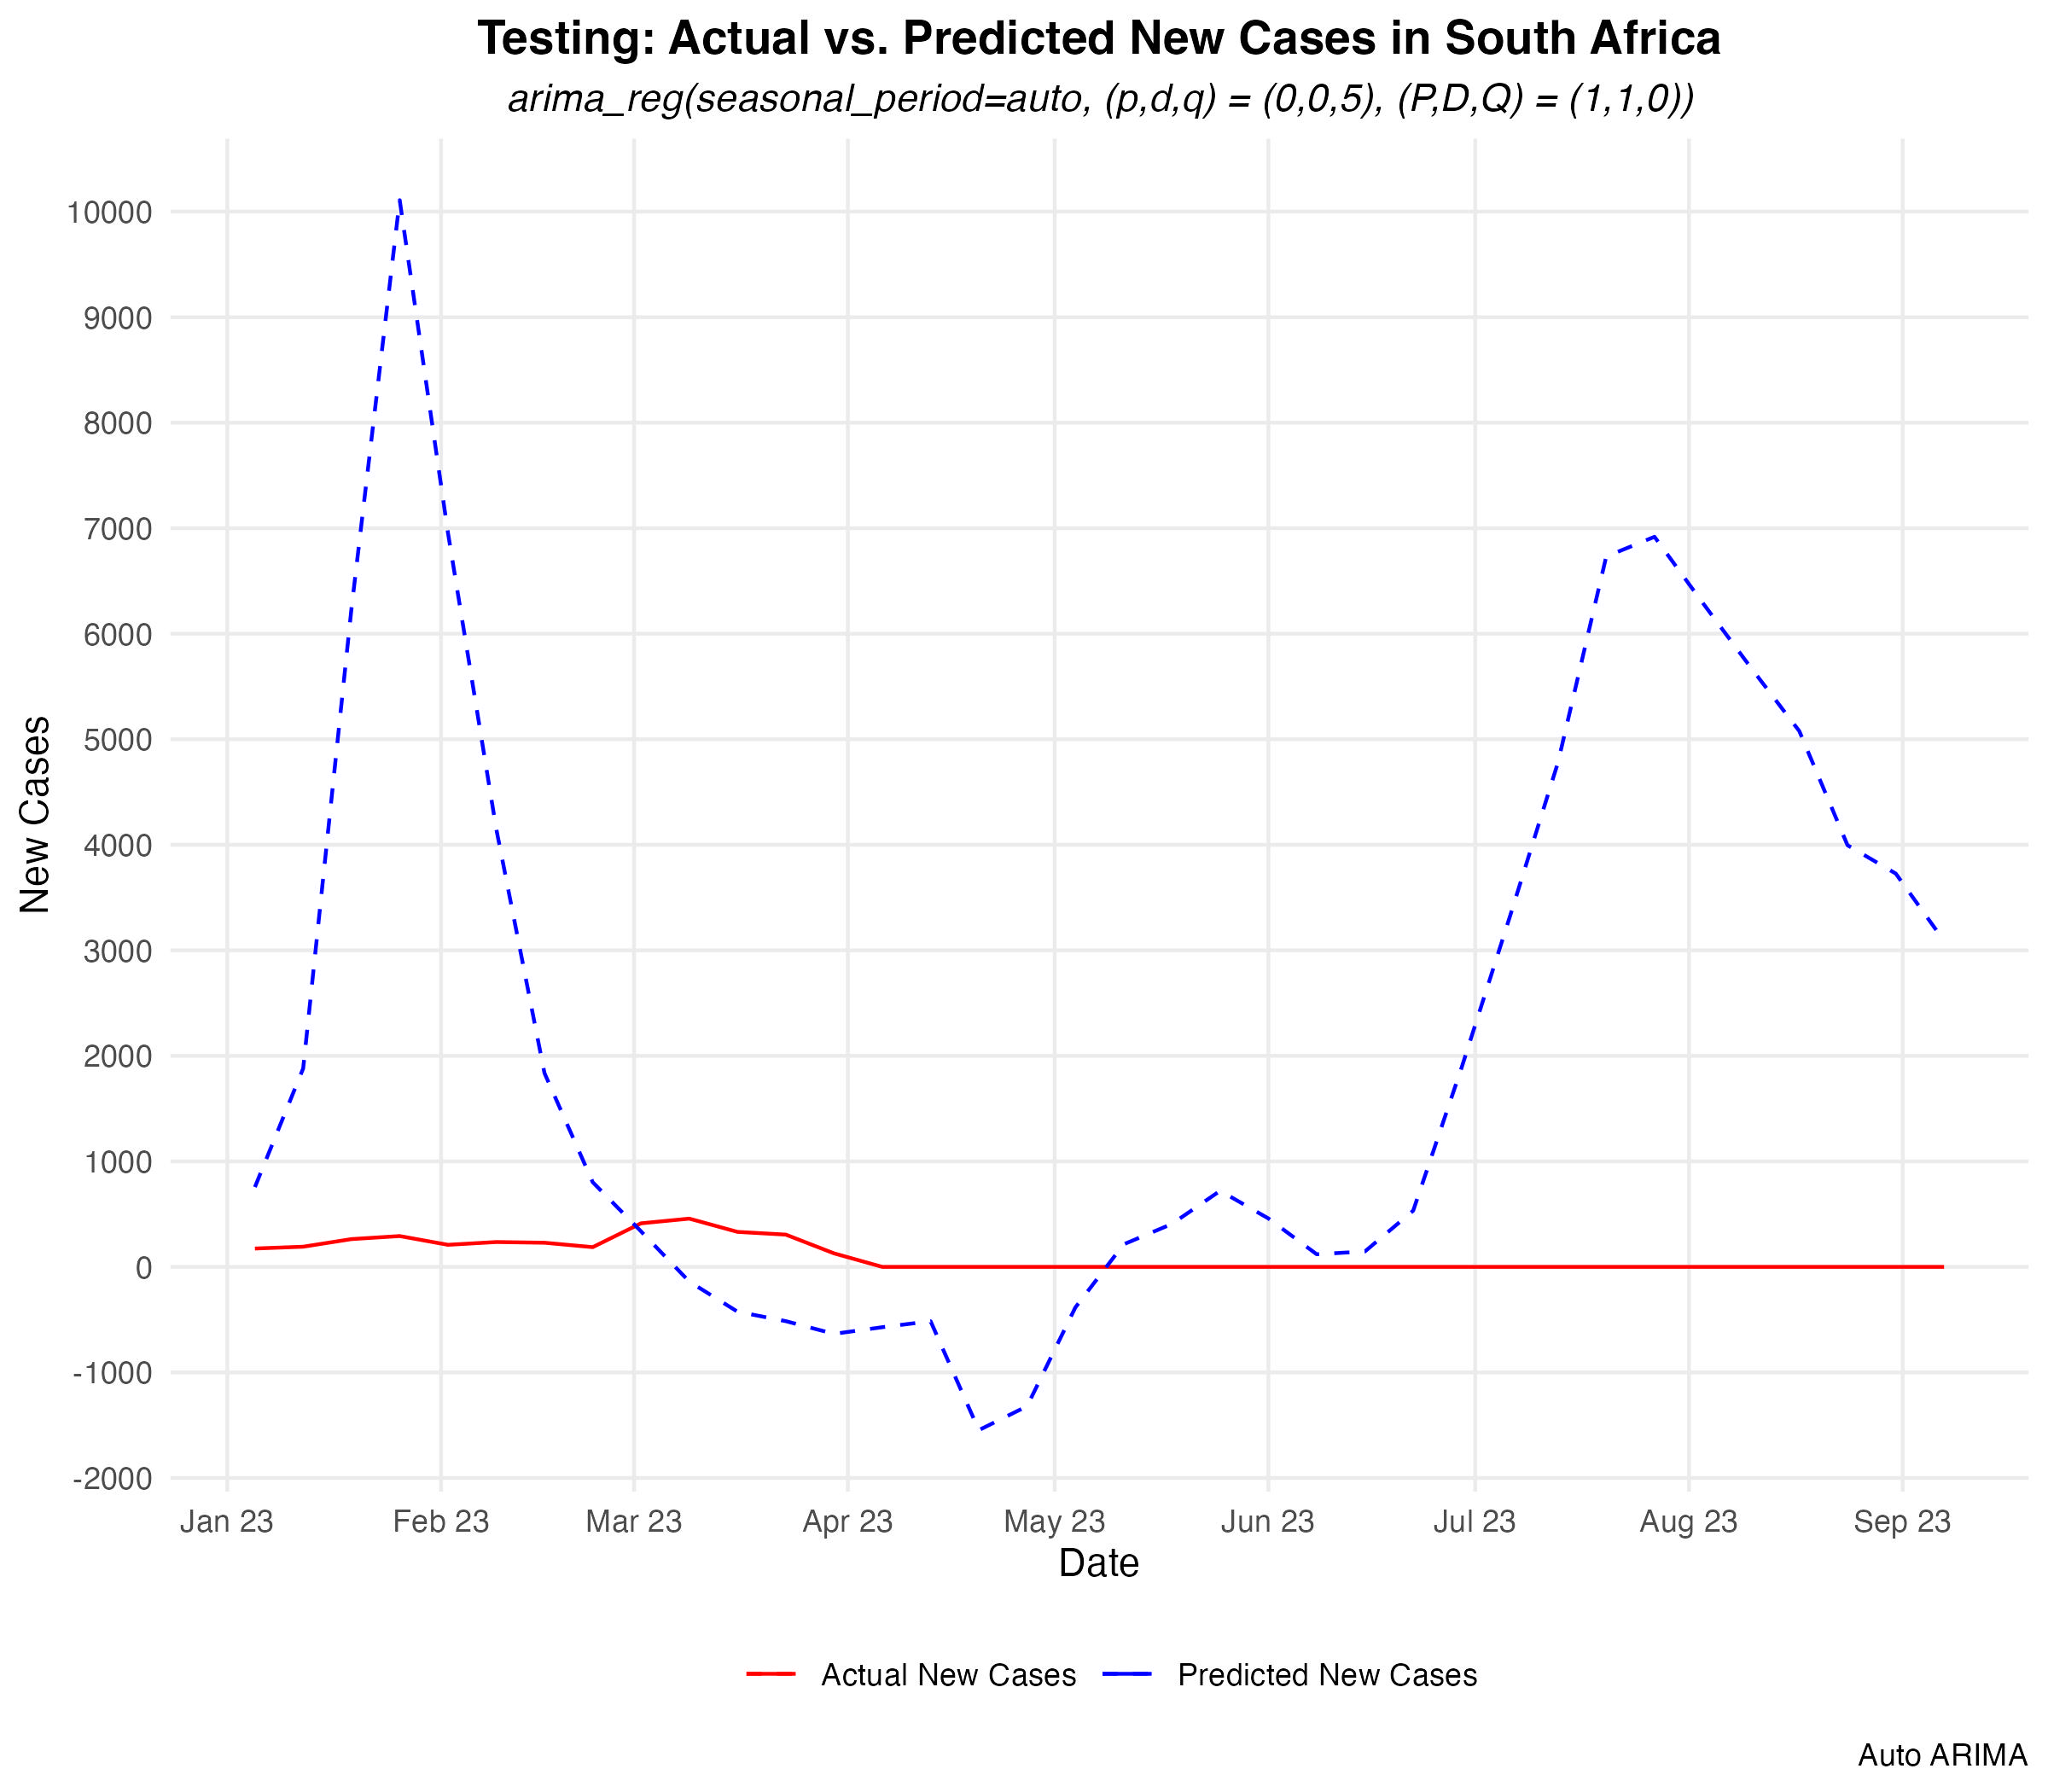 Testing: Actual vs. Predicted New Cases in South Africa
arima_reg(seasonal_period=auto, (p,d,q) = (0,0,5), (P,D,Q) = (1,1,0))
New Cases
10000
9000
8000
7000
6000
5000
4000
3000
2000
1000
0
-1000
-2000
Jan 23 Feb 23 Mar 23 Apr 23 May 23 Jun 23 Jul 23 Aug 23 Sep 23
Date
Actual New Cases Predicted New Cases
Auto ARIMA